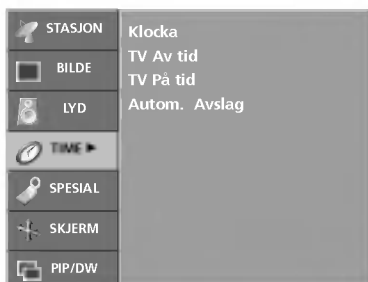 STASJON
BILDE
LYD
TIME ►
SPESIAL
SKJERM
PIP/DW
Klocka
TV Av tid
TV På tid
Autom. Avslag